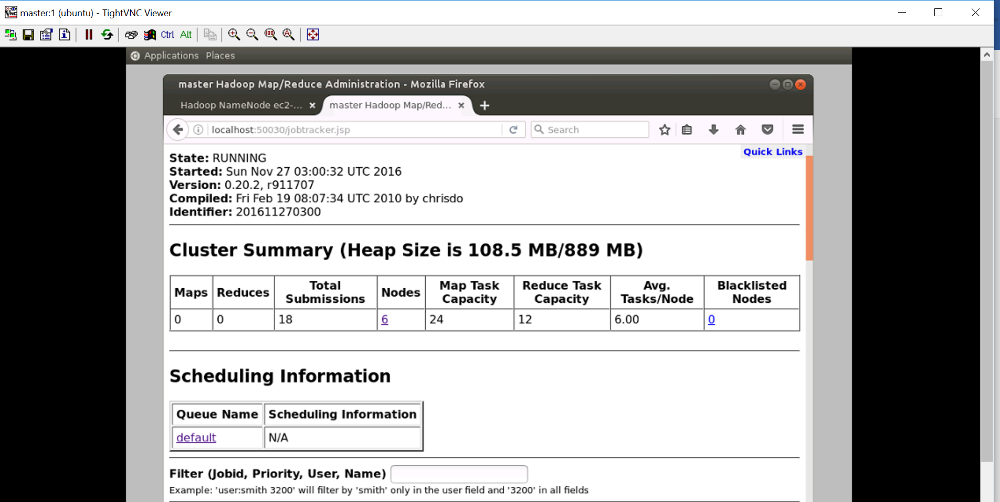 master:1 (ubuntu) - TightVNC Viewer
Ctrl Alt
Applications Places
master Hadoop Map/Reduce Administration - Mozilla Firefox
Hadoop NameNode ec2-... master Hadoop Map/Red...
localhost:50030/jobtracker.jsp Search
Quick Links
State: RUNNING
Started: Sun Nov 27 03:00:32 UTC 2016
Version: 0.20.2, r911707
Compiled: Fri Feb 19 08:07:34 UTC 2010 by chrisdo
Identifier: 201611270300
Cluster Summary (Heap Size is 108.5 MB/889 MB)
Maps Reduces Total Submissions Nodes Map Task Capacity Reduce Task Capacity Avg. Tasks/Node Blacklisted Nodes
0 0 18 6 24 12 6.00 0
Scheduling Information
Queue Name Scheduling Information
default N/A
Filter (Jobid, Priority, User, Name)
Example: 'user:smith 3200' will filter by 'smith' only in the user field and '3200' in all fields